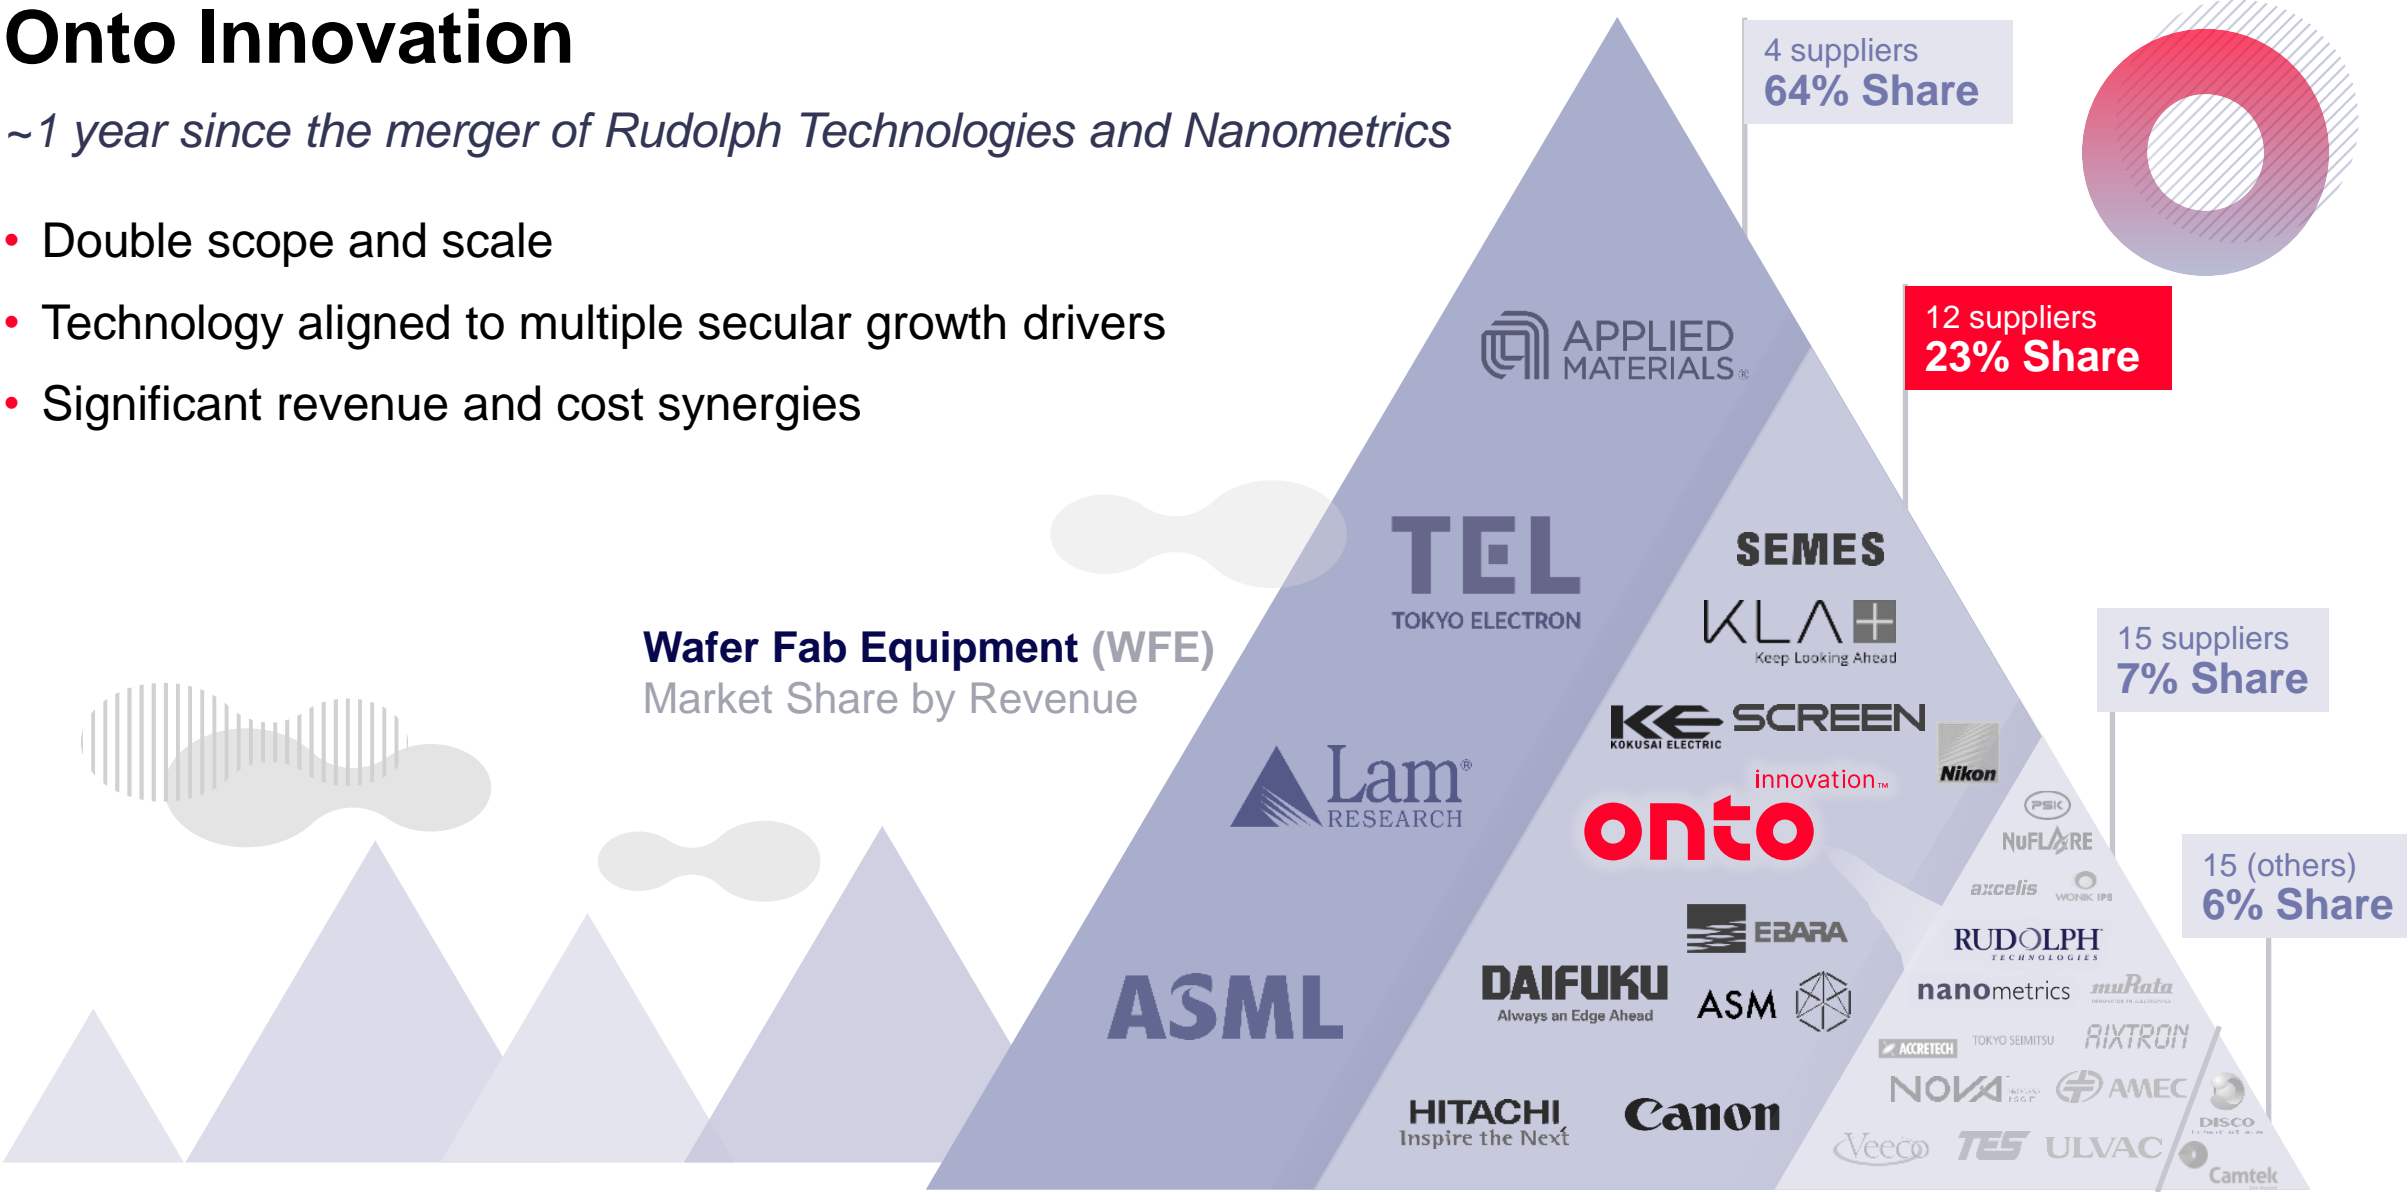 Onto Innovation
~1 year since the merger of Rudolph Technologies and Nanometrics
• Double scope and scale
• Technology aligned to multiple secular growth drivers
• Significant revenue and cost synergies
Wafer Fab Equipment (WFE)
Market Share by Revenue
4 suppliers
64% Share
12 suppliers
23% Share
15 suppliers
7% Share
15 (others)
6% Share
APPLIED
MATERIALS®
TEL
TOKYO ELECTRON
Lam®
RESEARCH
ASML
SEMES
KLA+
Keep Looking Ahead
KE
KOKUSAI ELECTRIC
SCREEN
Nikon
innovation™
onto
EBARA
DAIFUKU
Always an Edge Ahead
ASM
HITACHI
Inspire the Next
Canon
PSK
NuFLARE
axcelis
WONIK IPS
RUDOLPH
TECHNOLOGIES
nanometrics
muRata
ACCRETECH
TOKYO SEIMITSU
AIXTRON
NOVA
AMEC
Veeco
TES
ULVAC
DISCO
Camtek